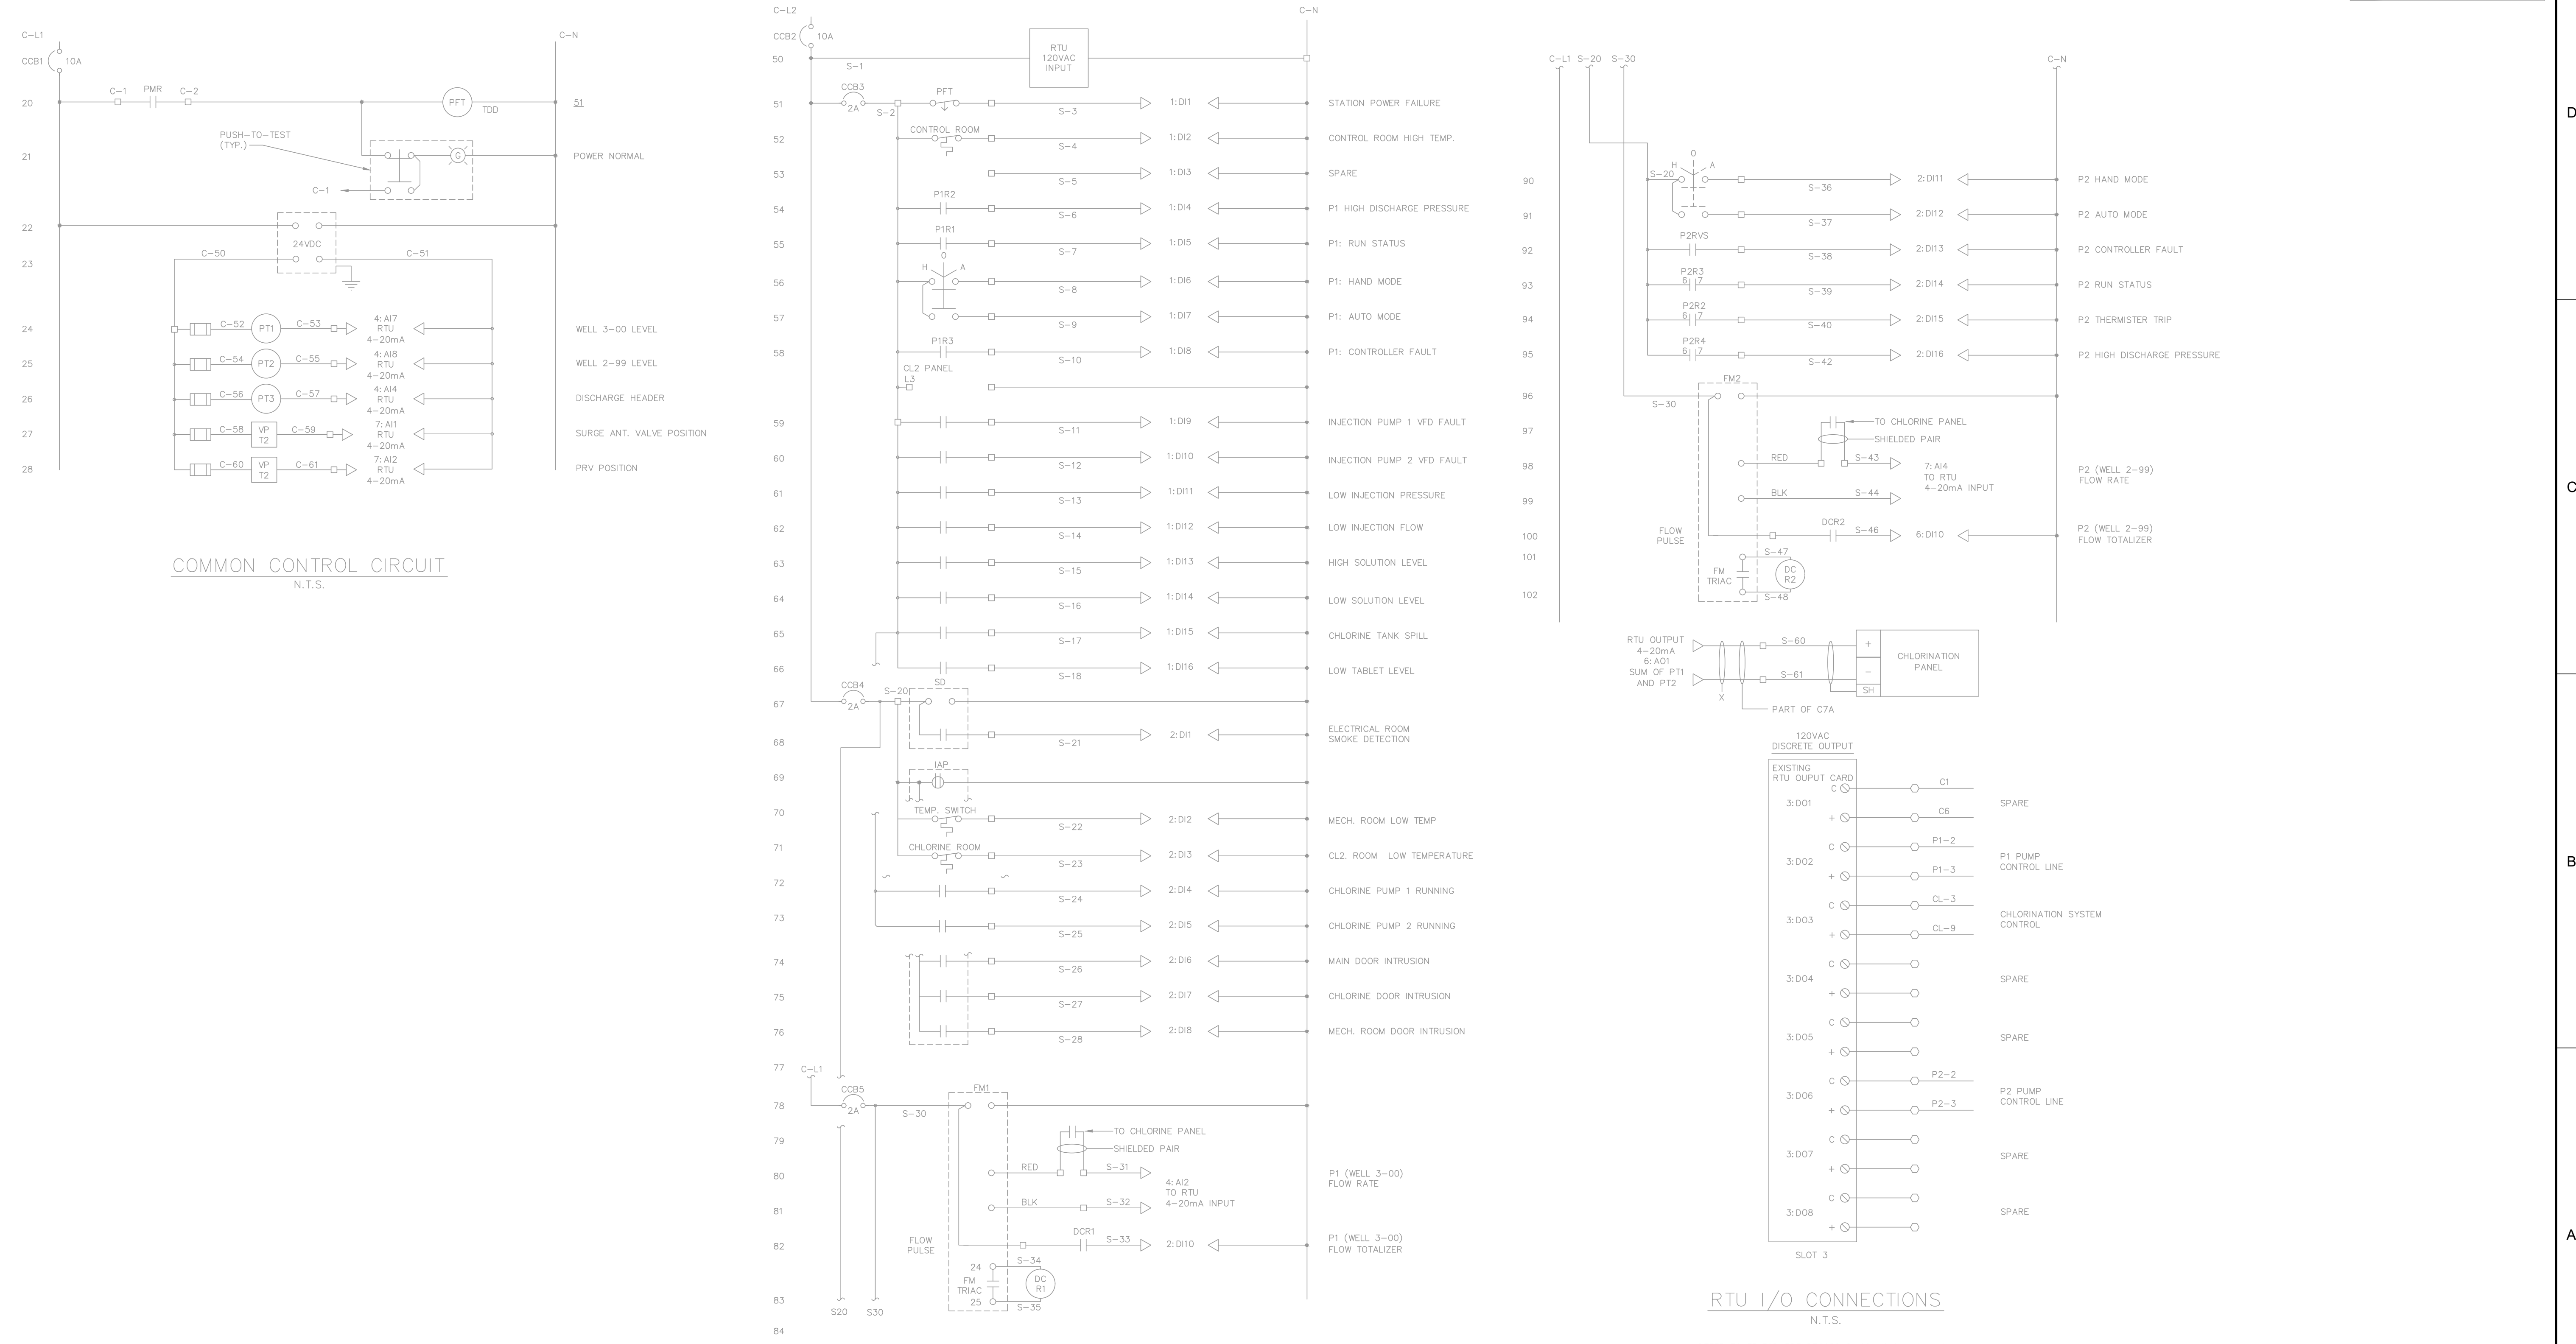 C-L1
C-N
CCB1
10A
20
C-1
PMR
C-2
PFT
TDD
51
PUSH-TO-TEST
(TYP.)
21
G
POWER NORMAL
C-1
22
24VDC
23
C-50
C-51
24
C-52
PT1
C-53
4:AI7
RTU
4-20mA
WELL 3-00 LEVEL
25
C-54
PT2
C-55
4:AI8
RTU
4-20mA
WELL 2-99 LEVEL
26
C-56
PT3
C-57
4:AI4
RTU
4-20mA
DISCHARGE HEADER
27
C-58
VP
T2
C-59
7:AI1
RTU
4-20mA
SURGE ANT. VALVE POSITION
28
C-60
VP
T2
C-61
7:AI2
RTU
4-20mA
PRV POSITION
COMMON CONTROL CIRCUIT
N.T.S.
C-L2
C-N
CCB2
10A
50
S-1
RTU
120VAC
INPUT
51
CCB3
2A
S-2
PFT
S-3
1:DI1
STATION POWER FAILURE
52
CONTROL ROOM
S-4
1:DI2
CONTROL ROOM HIGH TEMP.
53
S-5
1:DI3
SPARE
54
P1R2
S-6
1:DI4
P1 HIGH DISCHARGE PRESSURE
55
P1R1
S-7
1:DI5
P1: RUN STATUS
56
H
O
A
S-8
1:DI6
P1: HAND MODE
57
S-9
1:DI7
P1: AUTO MODE
58
P1R3
S-10
1:DI8
P1: CONTROLLER FAULT
CL2 PANEL
L3
59
S-11
1:DI9
INJECTION PUMP 1 VFD FAULT
60
S-12
1:DI10
INJECTION PUMP 2 VFD FAULT
61
S-13
1:DI11
LOW INJECTION PRESSURE
62
S-14
1:DI12
LOW INJECTION FLOW
63
S-15
1:DI13
HIGH SOLUTION LEVEL
64
S-16
1:DI14
LOW SOLUTION LEVEL
65
S-17
1:DI15
CHLORINE TANK SPILL
66
S-18
1:DI16
LOW TABLET LEVEL
67
CCB4
2A
S-20
SD
68
S-21
2:DI1
ELECTRICAL ROOM
SMOKE DETECTION
69
IAP
70
TEMP. SWITCH
S-22
2:DI2
MECH. ROOM LOW TEMP
71
CHLORINE ROOM
S-23
2:DI3
CL2. ROOM LOW TEMPERATURE
72
S-24
2:DI4
CHLORINE PUMP 1 RUNNING
73
S-25
2:DI5
CHLORINE PUMP 2 RUNNING
74
S-26
2:DI6
MAIN DOOR INTRUSION
75
S-27
2:DI7
CHLORINE DOOR INTRUSION
76
S-28
2:DI8
MECH. ROOM DOOR INTRUSION
77
C-L1
78
CCB5
2A
S-30
FM1
79
TO CHLORINE PANEL
SHIELDED PAIR
80
RED
S-31
4:AI2
TO RTU
4-20mA INPUT
P1 (WELL 3-00)
FLOW RATE
81
BLK
S-32
82
FLOW
PULSE
DCR1
S-33
2:DI10
P1 (WELL 3-00)
FLOW TOTALIZER
24
FM
TRIAC
25
S-34
DC
R1
S-35
83
S20
S30
84
C-L1
S-20
S-30
C-N
90
S-20
H
O
A
S-36
2:DI11
P2 HAND MODE
91
S-37
2:DI12
P2 AUTO MODE
92
P2RVS
S-38
2:DI13
P2 CONTROLLER FAULT
93
P2R3
6
7
S-39
2:DI14
P2 RUN STATUS
94
P2R2
6
7
S-40
2:DI15
P2 THERMISTER TRIP
95
P2R4
6
7
S-42
2:DI16
P2 HIGH DISCHARGE PRESSURE
96
S-30
FM2
97
TO CHLORINE PANEL
SHIELDED PAIR
98
RED
S-43
7:AI4
TO RTU
4-20mA INPUT
P2 (WELL 2-99)
FLOW RATE
99
BLK
S-44
100
FLOW
PULSE
DCR2
S-46
6:DI10
P2 (WELL 2-99)
FLOW TOTALIZER
101
S-47
FM
TRIAC
DC
R2
102
S-48
RTU OUTPUT
4-20mA
6:AO1
SUM OF PT1
AND PT2
S-60
S-61
+
-
SH
CHLORINATION
PANEL
X
PART OF C7A
120VAC
DISCRETE OUTPUT
EXISTING
RTU OUPUT CARD
C
C1
3:DO1
SPARE
+
C6
C
P1-2
3:DO2
P1 PUMP
CONTROL LINE
+
P1-3
C
CL-3
3:DO3
CHLORINATION SYSTEM
CONTROL
+
CL-9
C
3:DO4
SPARE
+
C
3:DO5
SPARE
+
C
P2-2
3:DO6
P2 PUMP
CONTROL LINE
+
P2-3
C
3:DO7
SPARE
+
C
3:DO8
SPARE
+
SLOT 3
RTU I/O CONNECTIONS
N.T.S.
D
C
B
A